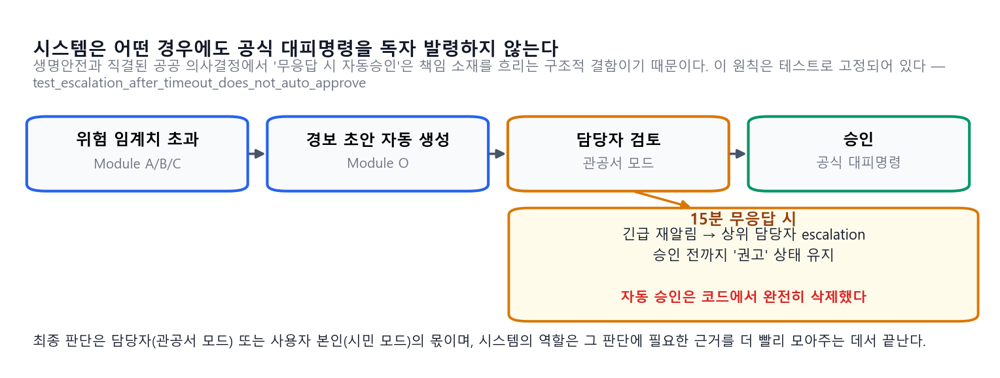 시스템은 어떤 경우에도 공식 대피명령을 독자 발령하지 않는다
생명안전과 직결된 공공 의사결정에서 '무응답 시 자동승인'은 책임 소재를 흐리는 구조적 결함이기 때문이다. 이 원칙은 테스트로 고정되어 있다 —
test_escalation_after_timeout_does_not_auto_approve
위험 임계치 초과
Module A/B/C
경보 초안 자동 생성
Module O
담당자 검토
관공서 모드
승인
공식 대피명령
15분 무응답 시
긴급 재알림 → 상위 담당자 escalation
승인 전까지 '권고' 상태 유지
자동 승인은 코드에서 완전히 삭제했다
최종 판단은 담당자(관공서 모드) 또는 사용자 본인(시민 모드)의 몫이며, 시스템의 역할은 그 판단에 필요한 근거를 더 빨리 모아주는 데서 끝난다.